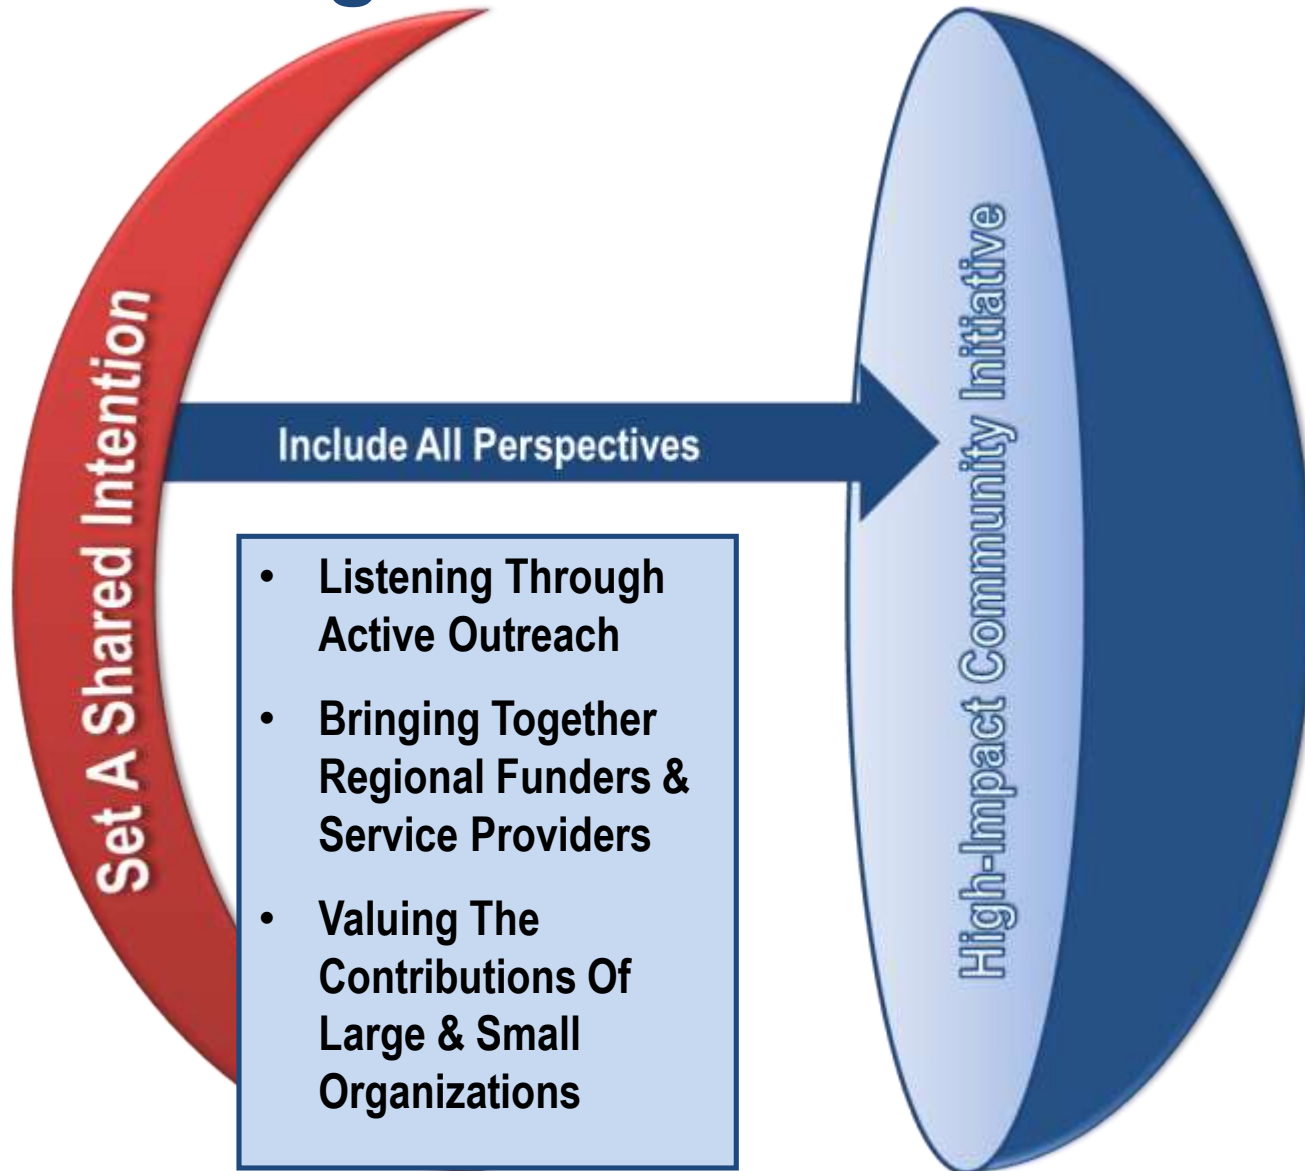 Set A Shared Intention
Include All Perspectives
• Listening Through
Active Outreach
• Bringing Together
Regional Funders &
Service Providers
• Valuing The
Contributions Of
Large & Small
Organizations
High-Impact Community Initiative